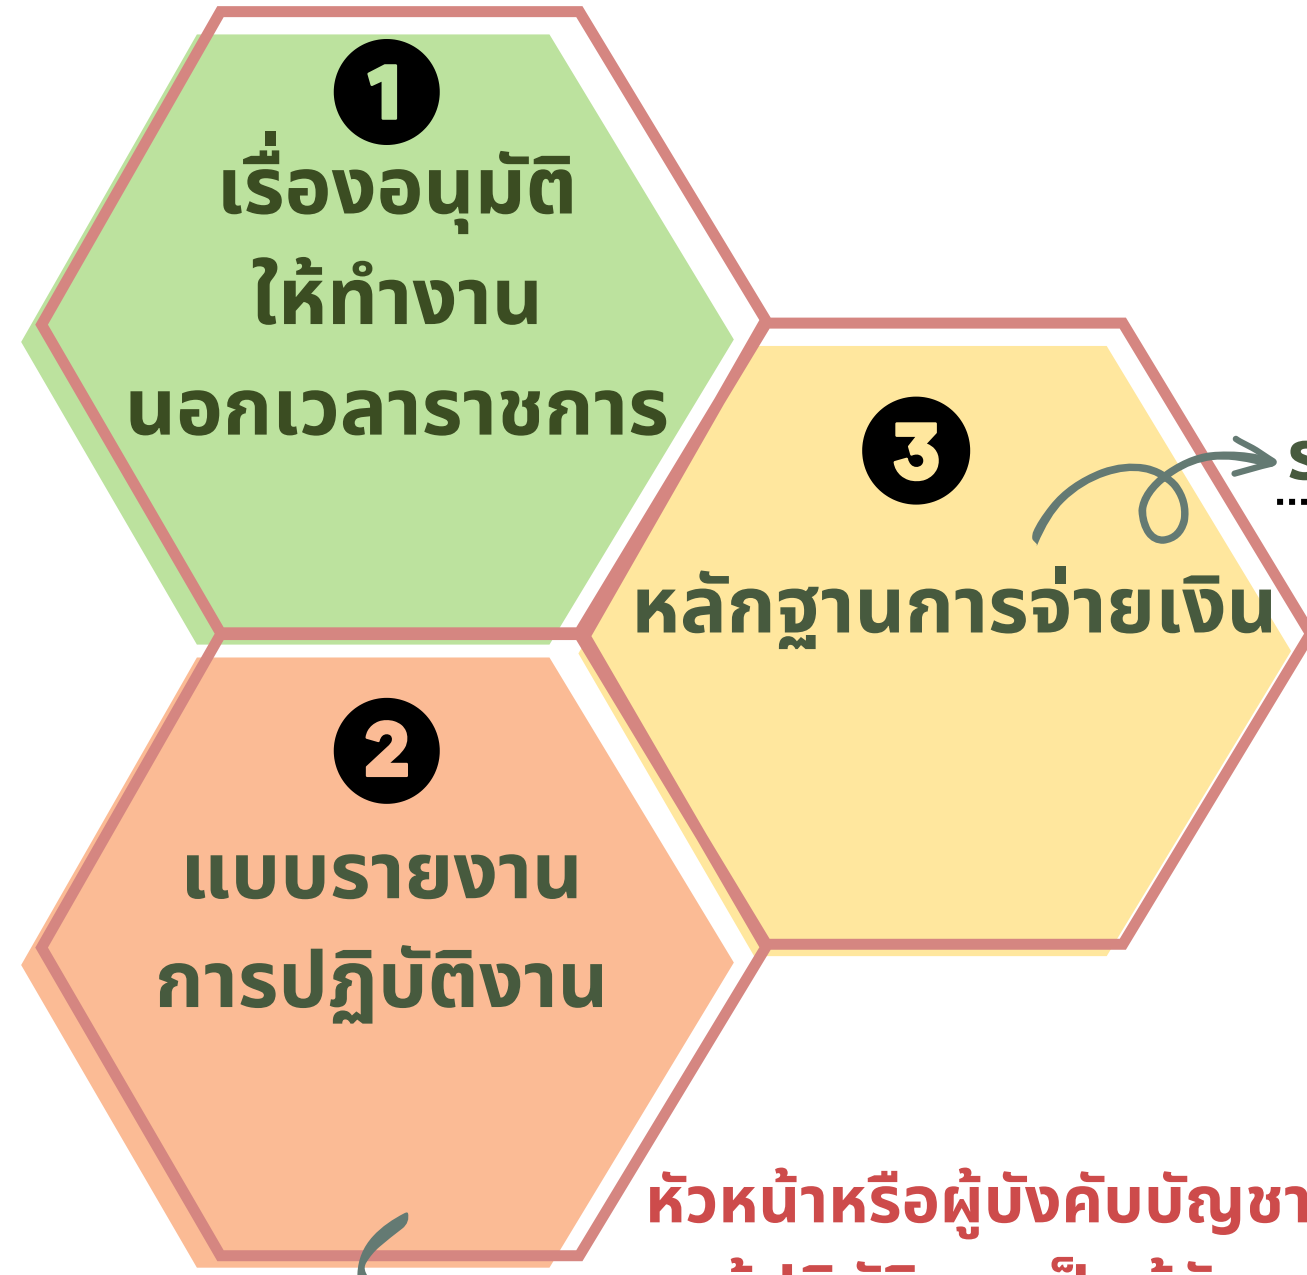 1
เรื่องอนุมัติ
ให้ทำงาน
นอกเวลาราชการ
2
แบบรายงาน
การปฏิบัติงาน
3
หลักฐานการจ่ายเงิน
หัวหน้าหรือผู้บังคับบัญชา